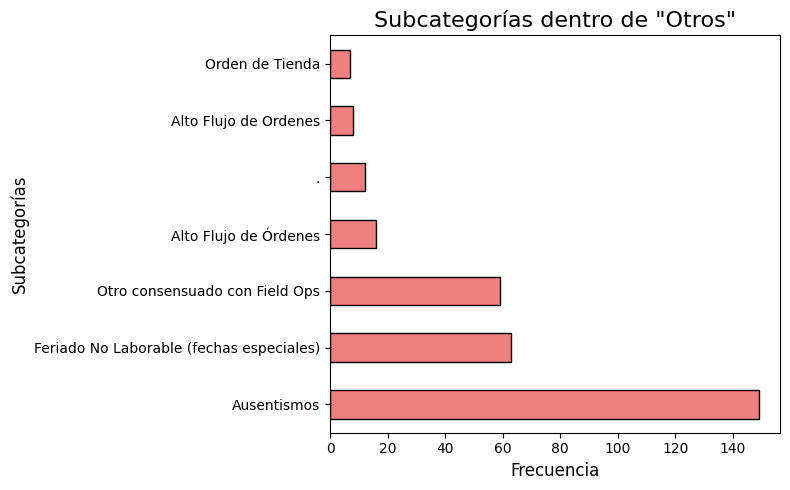 Subcategorías dentro de "Otros"
Orden de Tienda
Alto Flujo de Ordenes
.
Alto Flujo de Órdenes
Otro consensuado con Field Ops
Feriado No Laborable (fechas especiales)
Ausentismos
Subcategorías
0 20 40 60 80 100 120 140
Frecuencia